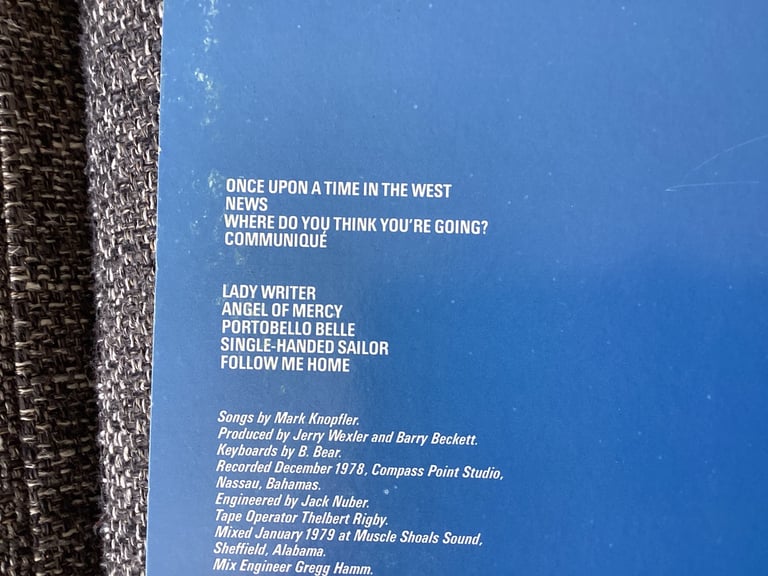 ONCE UPON A TIME IN THE WEST
NEWS
WHERE DO YOU THINK YOU'RE GOING?
COMMUNIQUÉ
LADY WRITER
ANGEL OF MERCY
PORTOBELLO BELLE
SINGLE-HANDED SAILOR
FOLLOW ME HOME
Songs by Mark Knopfler.
Produced by Jerry Wexler and Barry Beckett.
Keyboards by B. Bear.
Recorded December 1978, Compass Point Studio,
Nassau, Bahamas.
Engineered by Jack Nuber.
Tape Operator Thelbert Rigby.
Mixed January 1979 at Muscle Shoals Sound,
Sheffield, Alabama.
Mix Engineer Gregg Hamm.